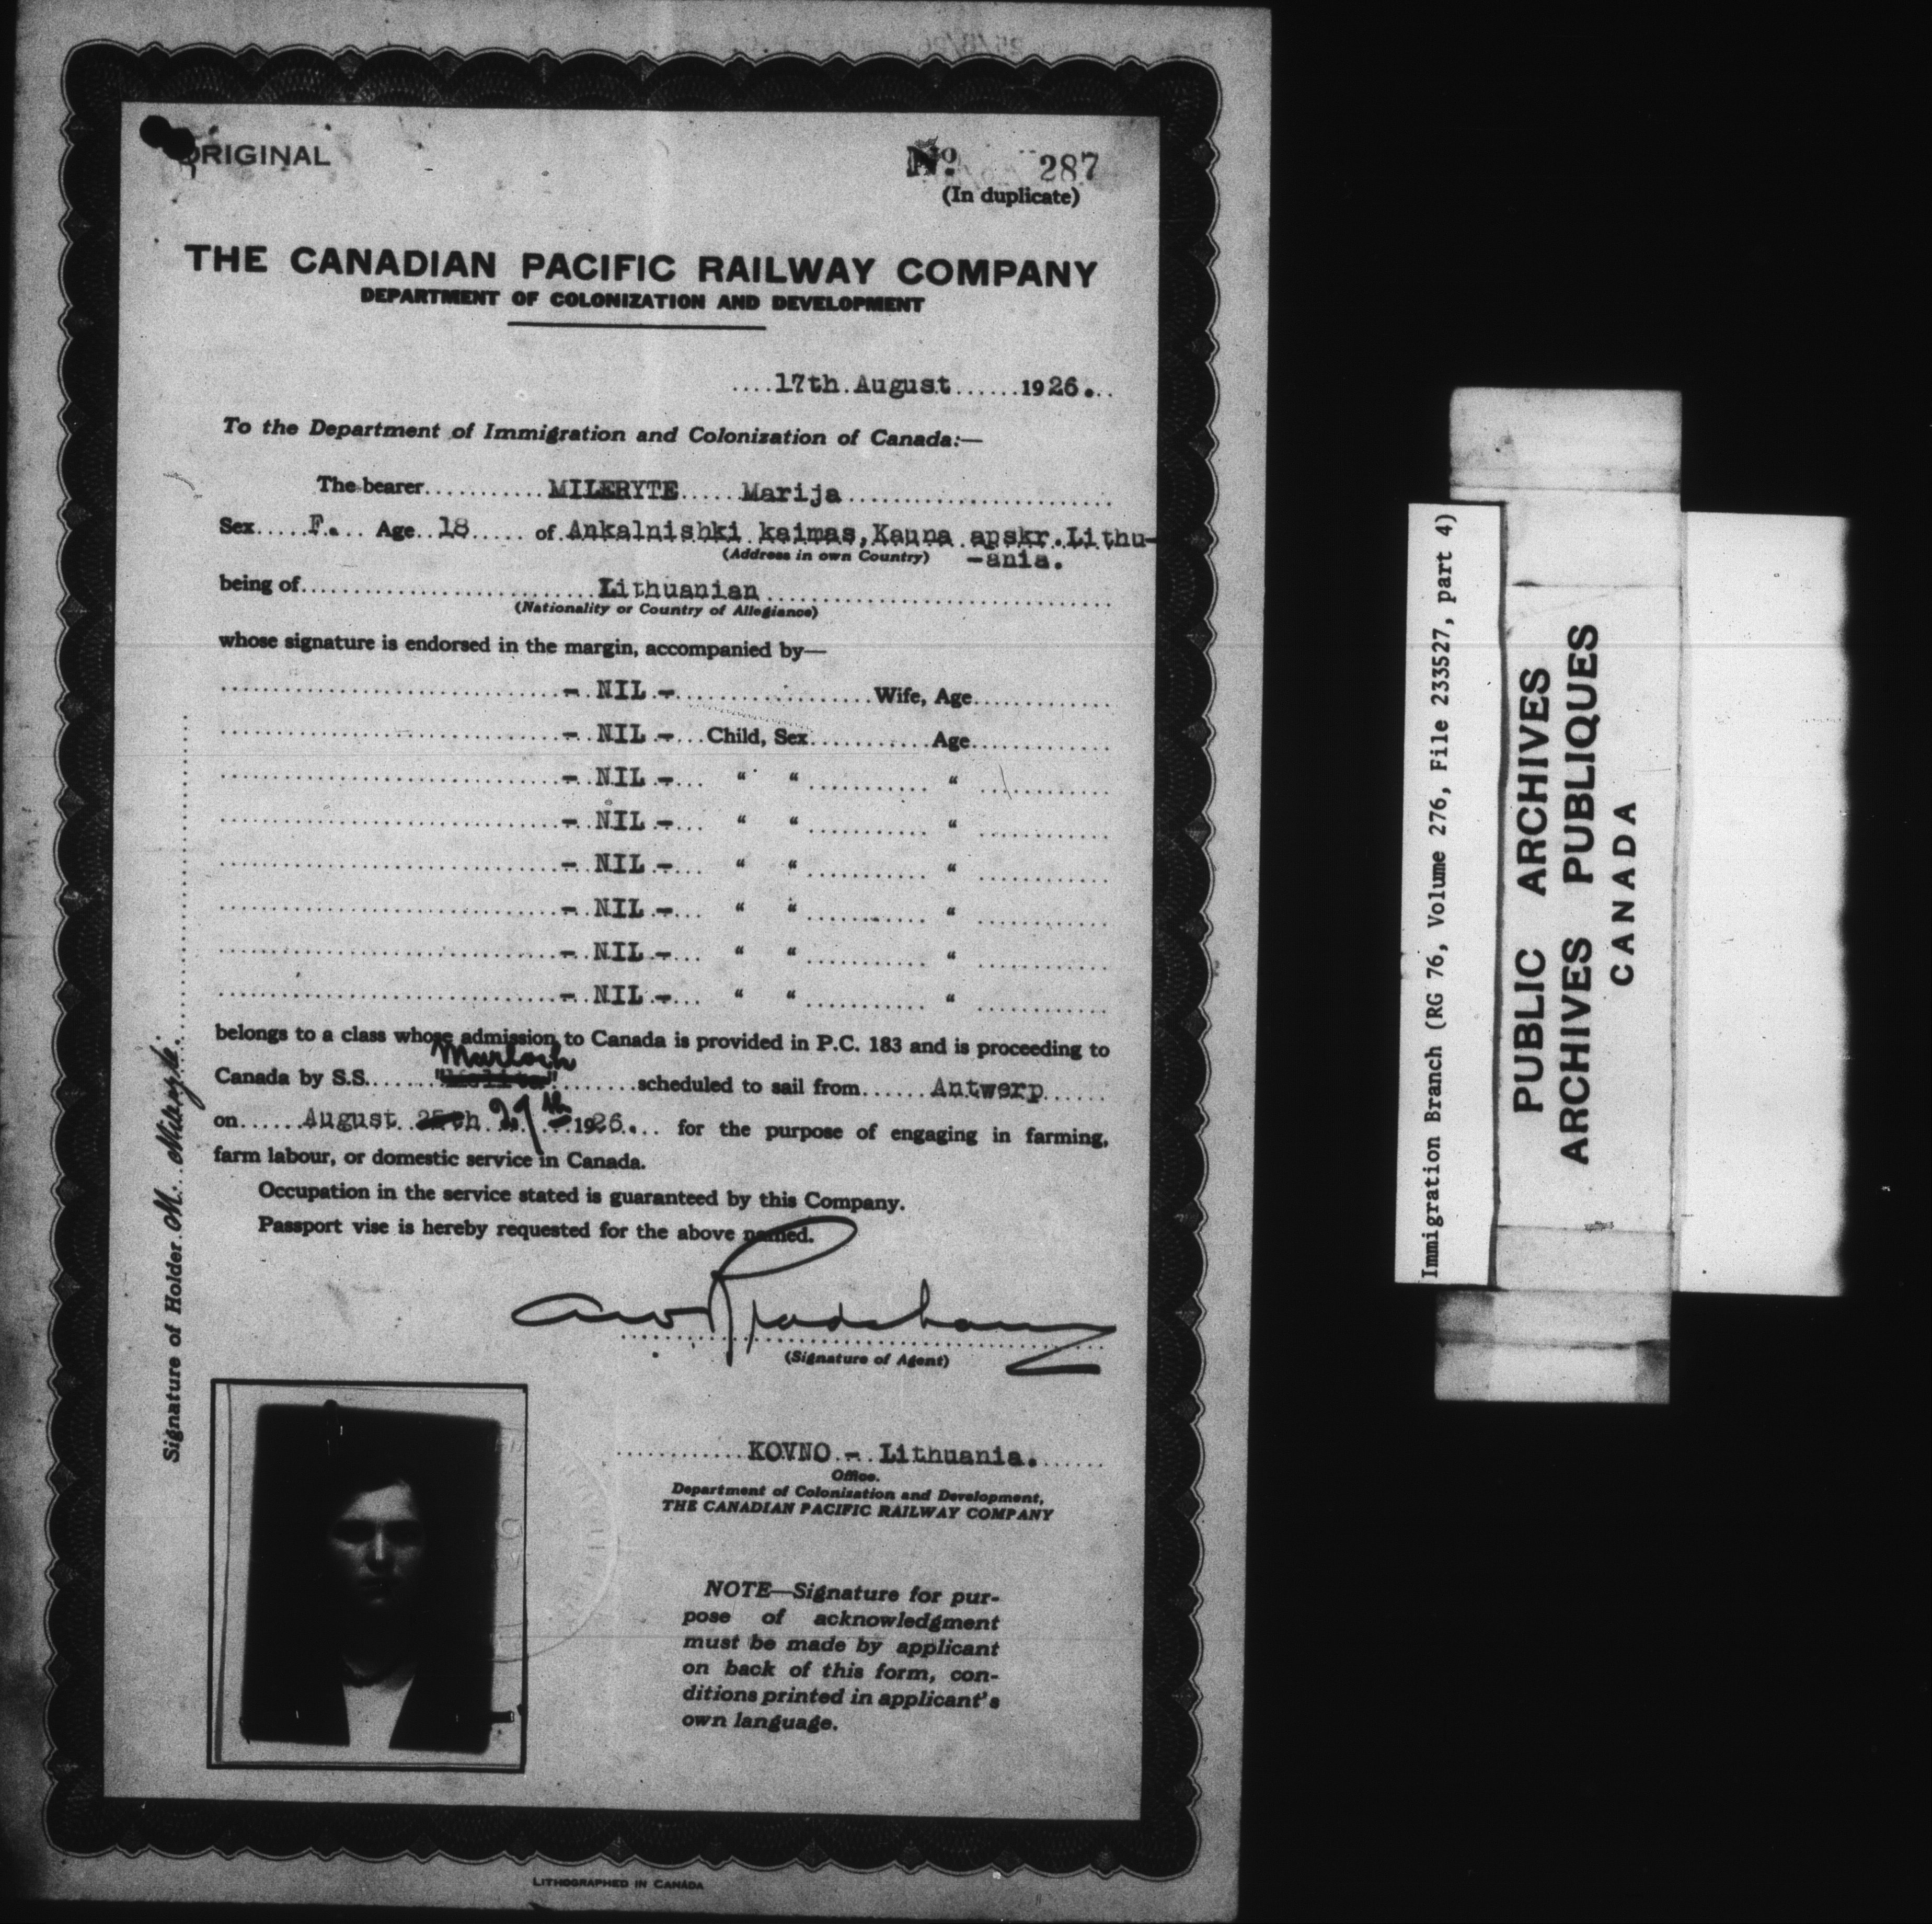 ORIGINAL
No. 287
(In duplicate)
THE CANADIAN PACIFIC RAILWAY COMPANY
DEPARTMENT OF COLONIZATION AND DEVELOPMENT
....17th August......1926...
To the Department of Immigration and Colonization of Canada:—
The bearer........... MILERYTE..... Marija......................
Sex.....F.... Age..18..... of Ankalnishki kaimas, Kauna apskr. Lithu-
(Address in own Country) -ania.
being of..........................Lithuanian..............................
(Nationality or Country of Allegiance)
whose signature is endorsed in the margin, accompanied by—
..............................- NIL -.................Wife, Age............
..............................- NIL -....Child, Sex...........Age............
..............................- NIL -.... “ “ ........... “ ............
..............................- NIL -.... “ “ ........... “ ............
..............................- NIL -.... “ “ ........... “ ............
..............................- NIL -.... “ “ ........... “ ............
..............................- NIL -.... “ “ ........... “ ............
..............................- NIL -.... “ “ ........... “ ............
belongs to a class whose admission to Canada is provided in P.C. 183 and is proceeding to
Canada by S.S...... "Marloch" .......scheduled to sail from......Antwerp......
on......August 25th 27th 1926.... for the purpose of engaging in farming,
farm labour, or domestic service in Canada.
Occupation in the service stated is guaranteed by this Company.
Passport vise is hereby requested for the above named.
(Signature of Agent)
.............KOVNO - Lithuania.......
Office.
Department of Colonization and Development,
THE CANADIAN PACIFIC RAILWAY COMPANY
NOTE—Signature for pur-
pose of acknowledgment
must be made by applicant
on back of this form, con-
ditions printed in applicant's
own language.
Signature of Holder. M. Mileryte.
LITHOGRAPHED IN CANADA
Immigration Branch (RG 76, Volume 276, File 233527, part 4)
PUBLIC ARCHIVES
ARCHIVES PUBLIQUES
CANADA